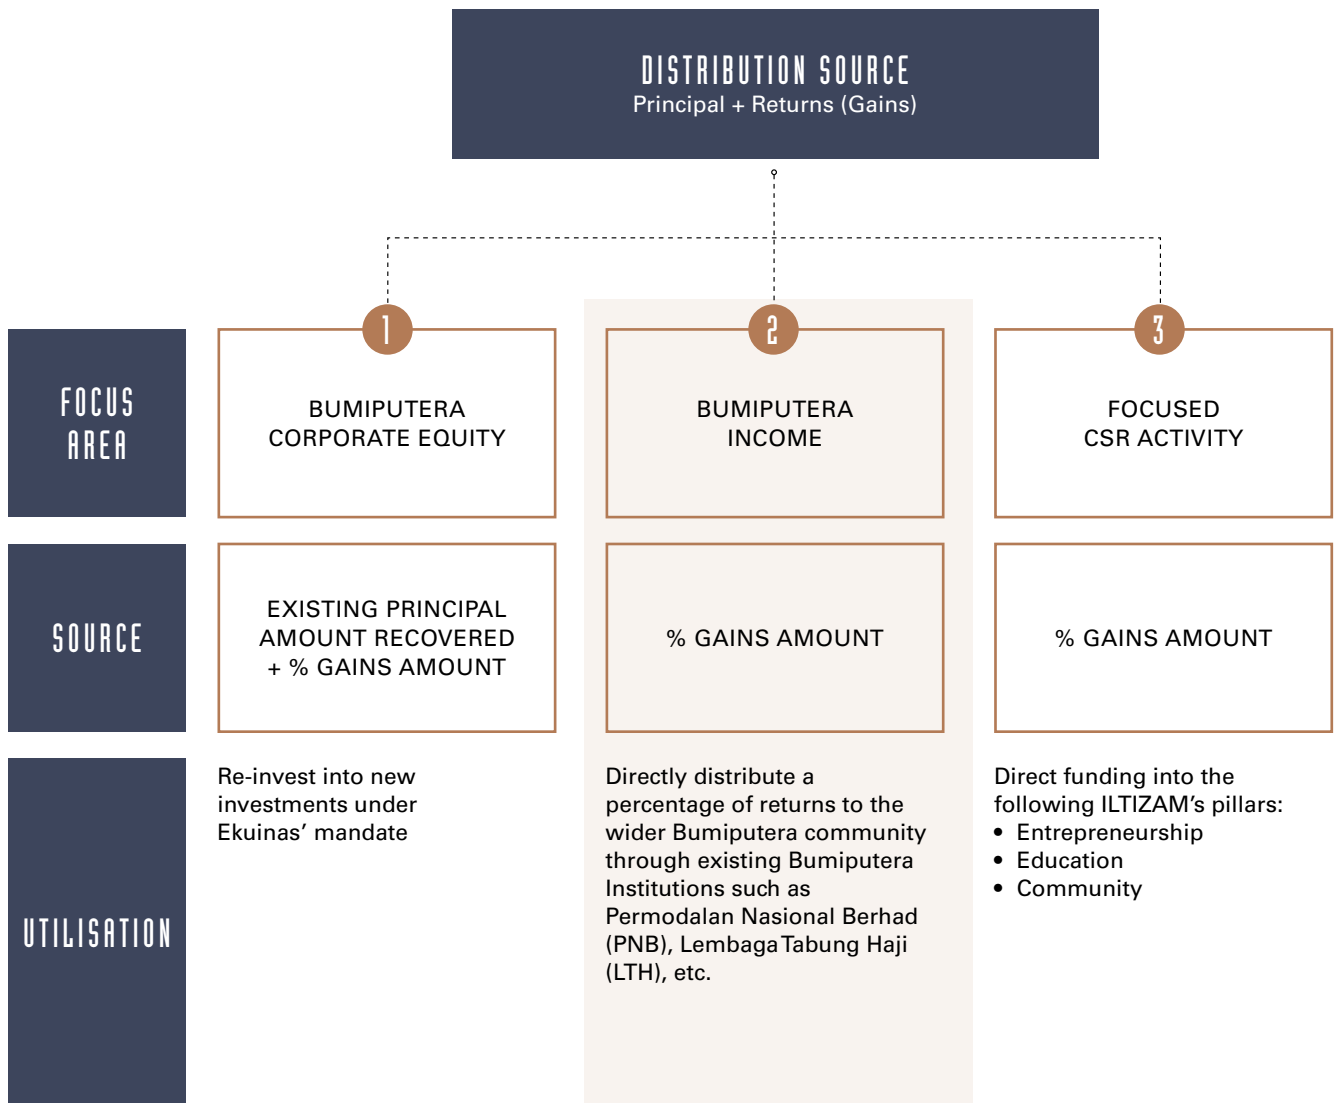 DISTRIBUTION SOURCE
Principal + Returns (Gains)
FOCUS
AREA
1
BUMIPUTERA
CORPORATE EQUITY
2
BUMIPUTERA
INCOME
3
FOCUSED
CSR ACTIVITY
SOURCE
EXISTING PRINCIPAL
AMOUNT RECOVERED
+ % GAINS AMOUNT
% GAINS AMOUNT
% GAINS AMOUNT
UTILISATION
Re-invest into new
investments under
Ekuinas’ mandate
Directly distribute a
percentage of returns to the
wider Bumiputera community
through existing Bumiputera
Institutions such as
Permodalan Nasional Berhad
(PNB), Lembaga Tabung Haji
(LTH), etc.
Direct funding into the
following ILTIZAM’s pillars:
• Entrepreneurship
• Education
• Community